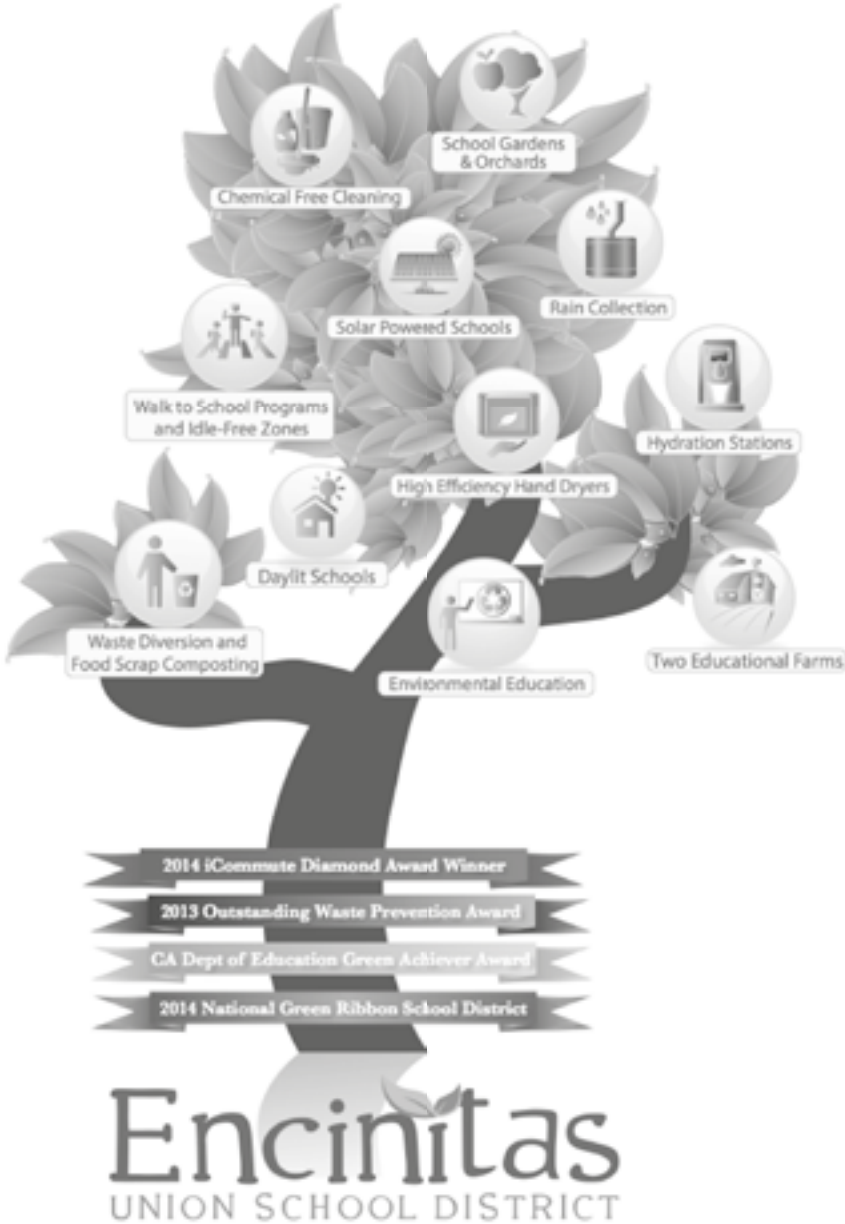 School Gardens
& Orchards
Chemical Free Cleaning
Rain Collection
Solar Powered Schools
Walk to School Programs
and Idle-Free Zones
Hydration Stations
High Efficiency Hand Dryers
Daylit Schools
Waste Diversion and
Food Scrap Composting
Two Educational Farms
Environmental Education
2014 iCommute Diamond Award Winner
2013 Outstanding Waste Prevention Award
CA Dept of Education Green Achiever Award
2014 National Green Ribbon School District
Encinitas
UNION SCHOOL DISTRICT